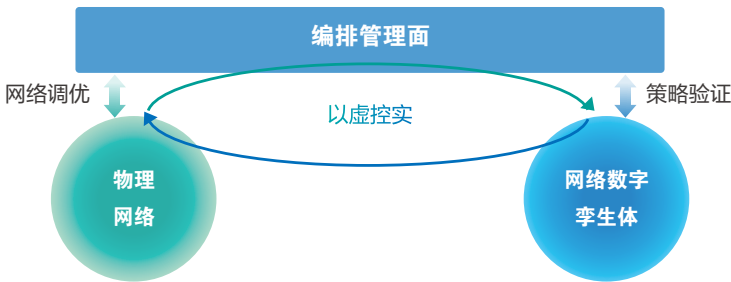 编排管理面
网络调优
策略验证
以虚控实
物理
网络
网络数字
孪生体